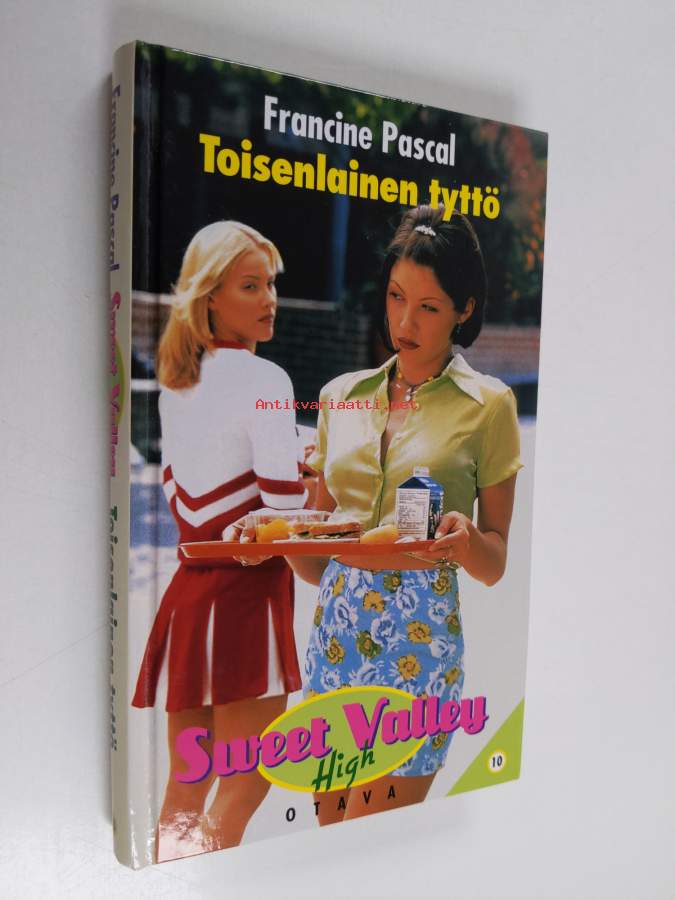 Francine Pascal
Toisenlainen tyttö
Antikvariaatti.net
Sweet Valley
High
OTAVA
10
Francine Pascal Sweet Valley Toisenlainen tyttö